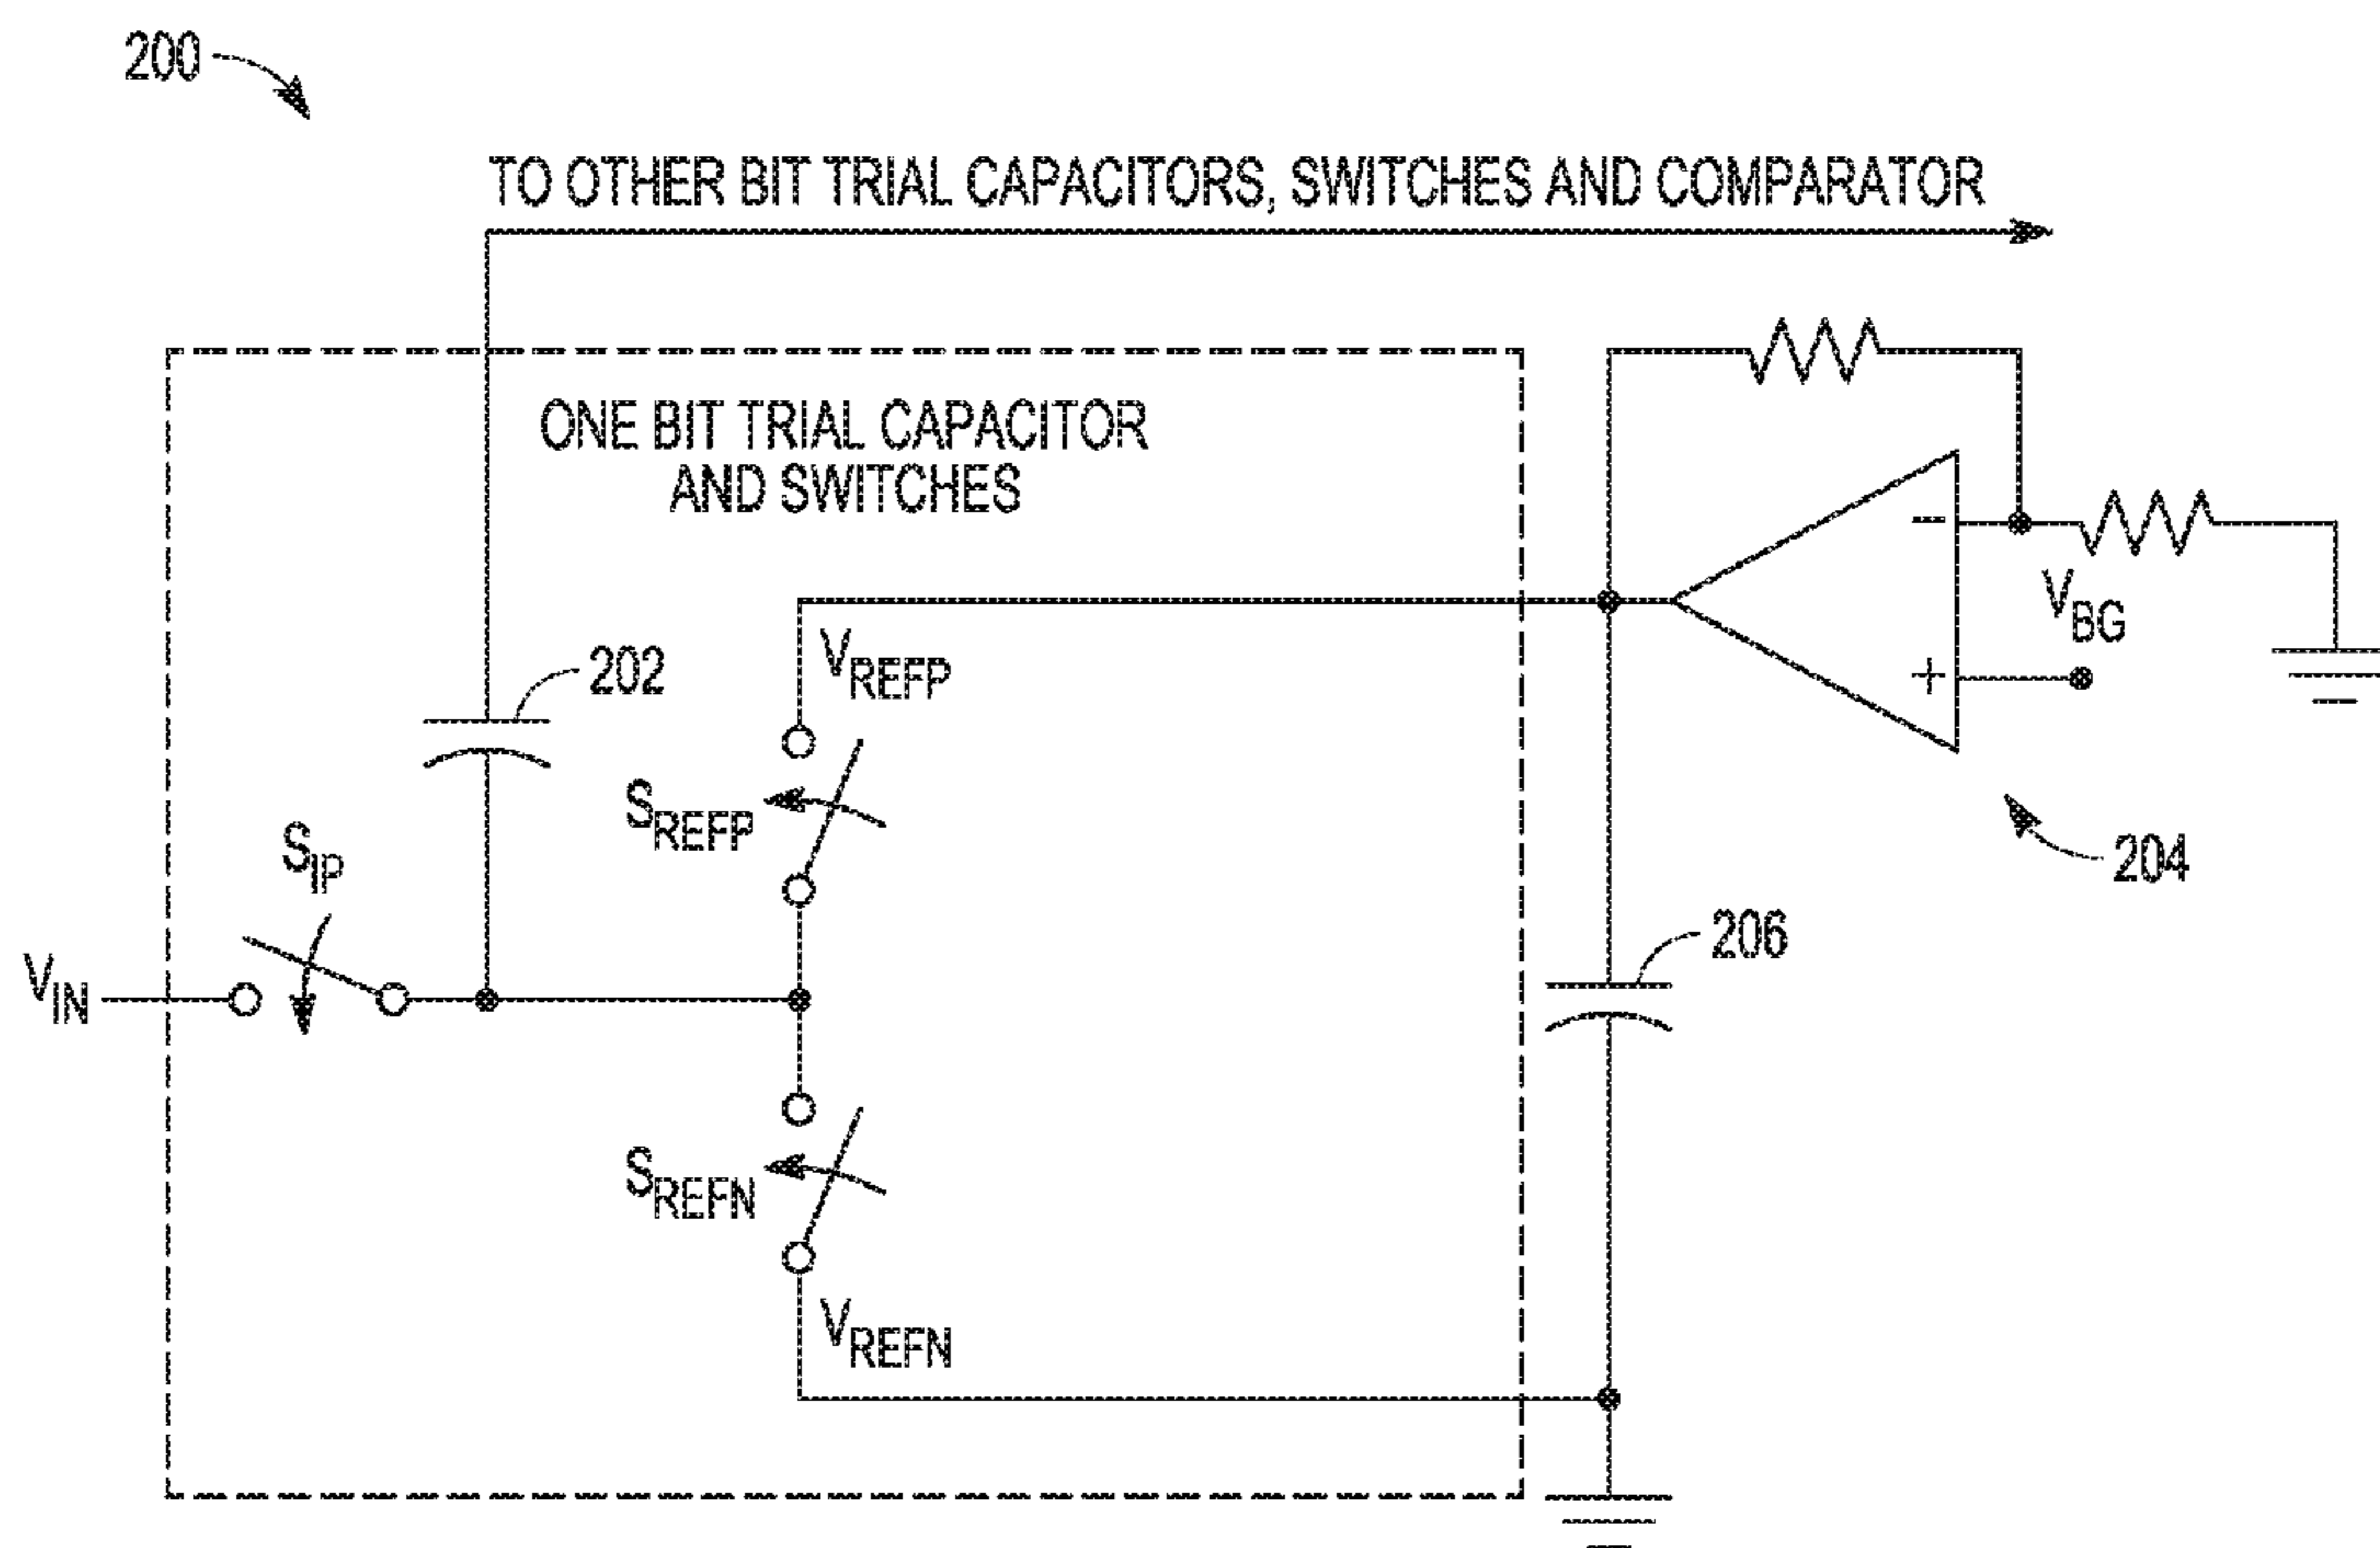 200
TO OTHER BIT TRIAL CAPACITORS, SWITCHES AND COMPARATOR
ONE BIT TRIAL CAPACITOR
AND SWITCHES
−
VBG
+
VREFP
202
SREFP
204
SIP
206
VIN
SREFN
VREFN